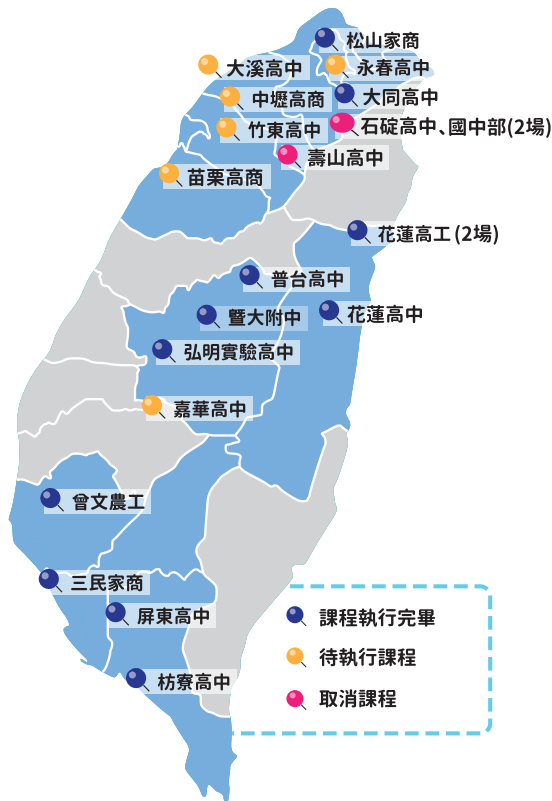 松山家商
大溪高中
永春高中
中壢高商
大同高中
竹東高中
石碇高中、國中部(2場)
壽山高中
苗栗高商
花蓮高工(2場)
普台高中
暨大附中
花蓮高中
弘明實驗高中
嘉華高中
曾文農工
三民家商
屏東高中
枋寮高中
課程執行完畢
待執行課程
取消課程